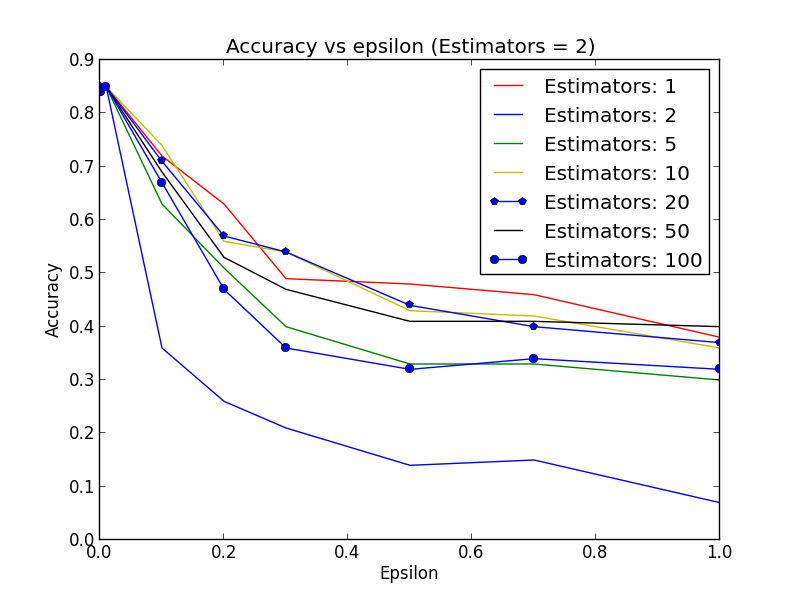 Accuracy vs epsilon (Estimators = 2)
0.9
0.8
0.7
0.6
0.5
0.4
0.3
0.2
0.1
0.0
Accuracy
Estimators: 1
Estimators: 2
Estimators: 5
Estimators: 10
Estimators: 20
Estimators: 50
Estimators: 100
0.0 0.2 0.4 0.6 0.8 1.0
Epsilon